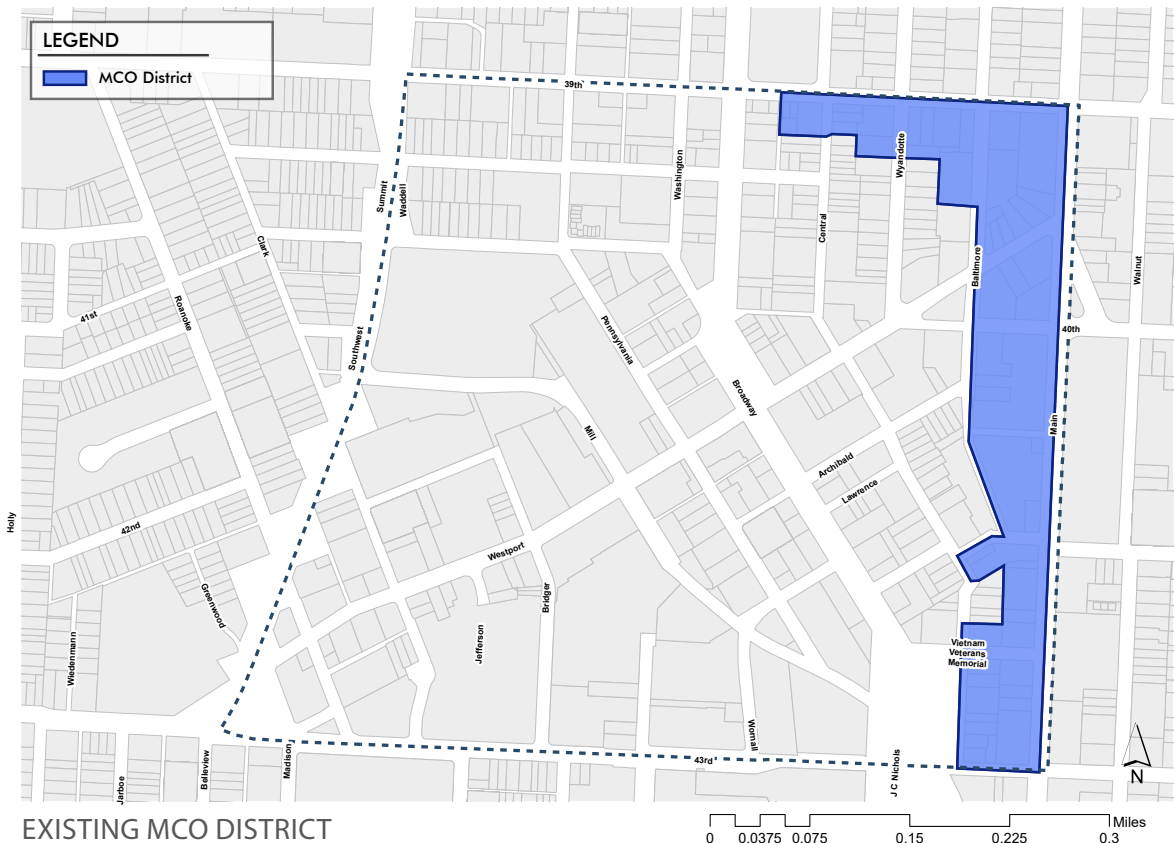 LEGEND
MCO District
39th
Summit
Waddell
Washington
Wyandotte
Central
Clark
Baltimore
Walnut
41st
Roanoke
Southwest
Pennsylvania
40th
Broadway
Main
Mill
Archibald
Lawrence
Holly
42nd
Westport
Greenwood
Bridger
Wiedenmann
Jefferson
Vietnam
Veterans
Memorial
Wornall
43rd
Jarboe
Belleview
Madison
J C Nichols
N
EXISTING MCO DISTRICT
Miles
0 0.0375 0.075 0.15 0.225 0.3